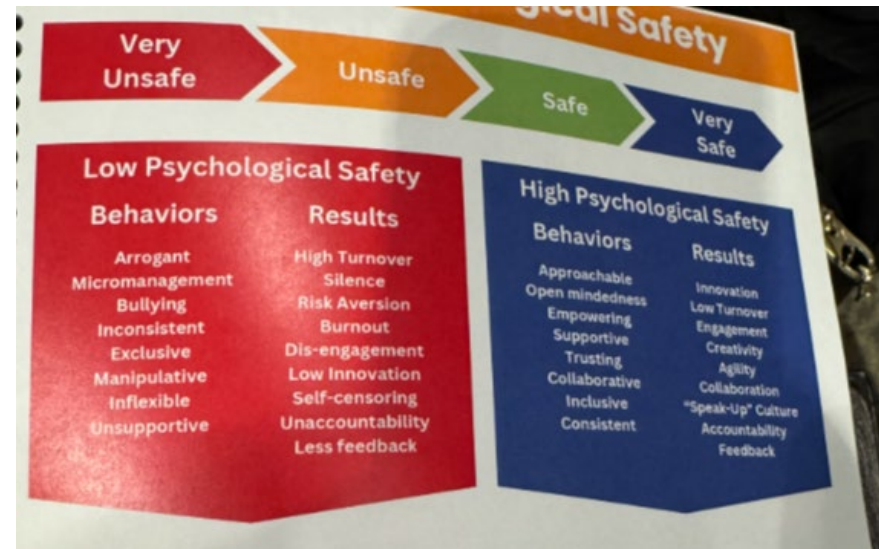 Safety
Very
Unsafe
Unsafe
Safe
Very
Safe
Low Psychological Safety
Behaviors
Arrogant
Micromanagement
Bullying
Inconsistent
Exclusive
Manipulative
Inflexible
Unsupportive
Results
High Turnover
Silence
Risk Aversion
Burnout
Dis-engagement
Low Innovation
Self-censoring
Unaccountability
Less feedback
High Psychological Safety
Behaviors
Approachable
Open mindedness
Empowering
Supportive
Trusting
Collaborative
Inclusive
Consistent
Results
Innovation
Low Turnover
Engagement
Creativity
Agility
Collaboration
“Speak-Up” Culture
Accountability
Feedback